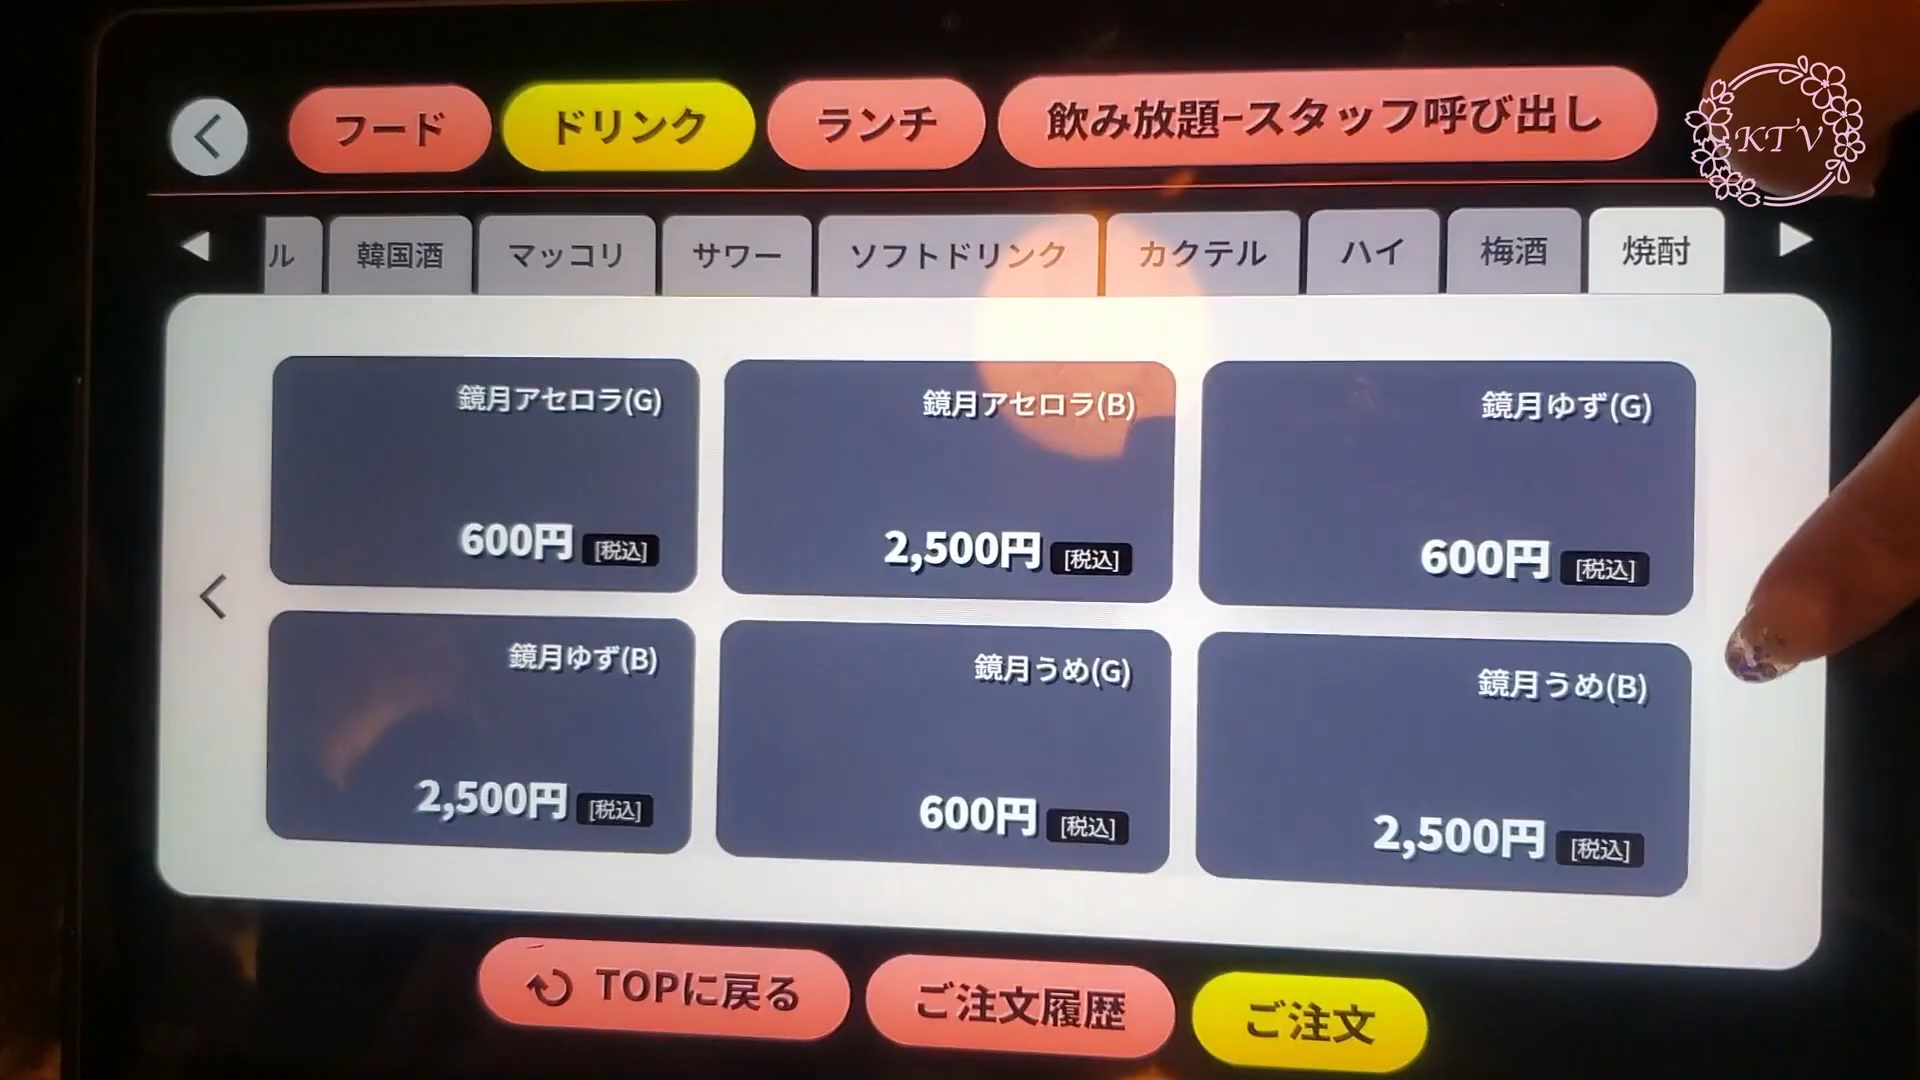 フード ドリンク ランチ 飲み放題-スタッフ呼び出し
KTV
ル 韓国酒 マッコリ サワー ソフトドリンク カクテル ハイ 梅酒 焼酎
鏡月アセロラ(G)
600円 [税込]
鏡月アセロラ(B)
2,500円 [税込]
鏡月ゆず(G)
600円 [税込]
鏡月ゆず(B)
2,500円 [税込]
鏡月うめ(G)
600円 [税込]
鏡月うめ(B)
2,500円 [税込]
TOPに戻る ご注文履歴 ご注文